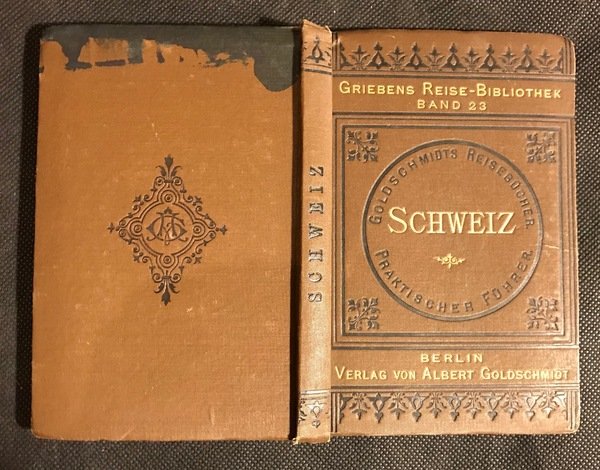 GRIEBENS REISE-BIBLIOTHEK
BAND 23
GOLDSCHMIDTS REISEBÜCHER.
SCHWEIZ
PRAKTISCHER FÜHRER.
BERLIN
VERLAG VON ALBERT GOLDSCHMIDT
SCHWEIZ